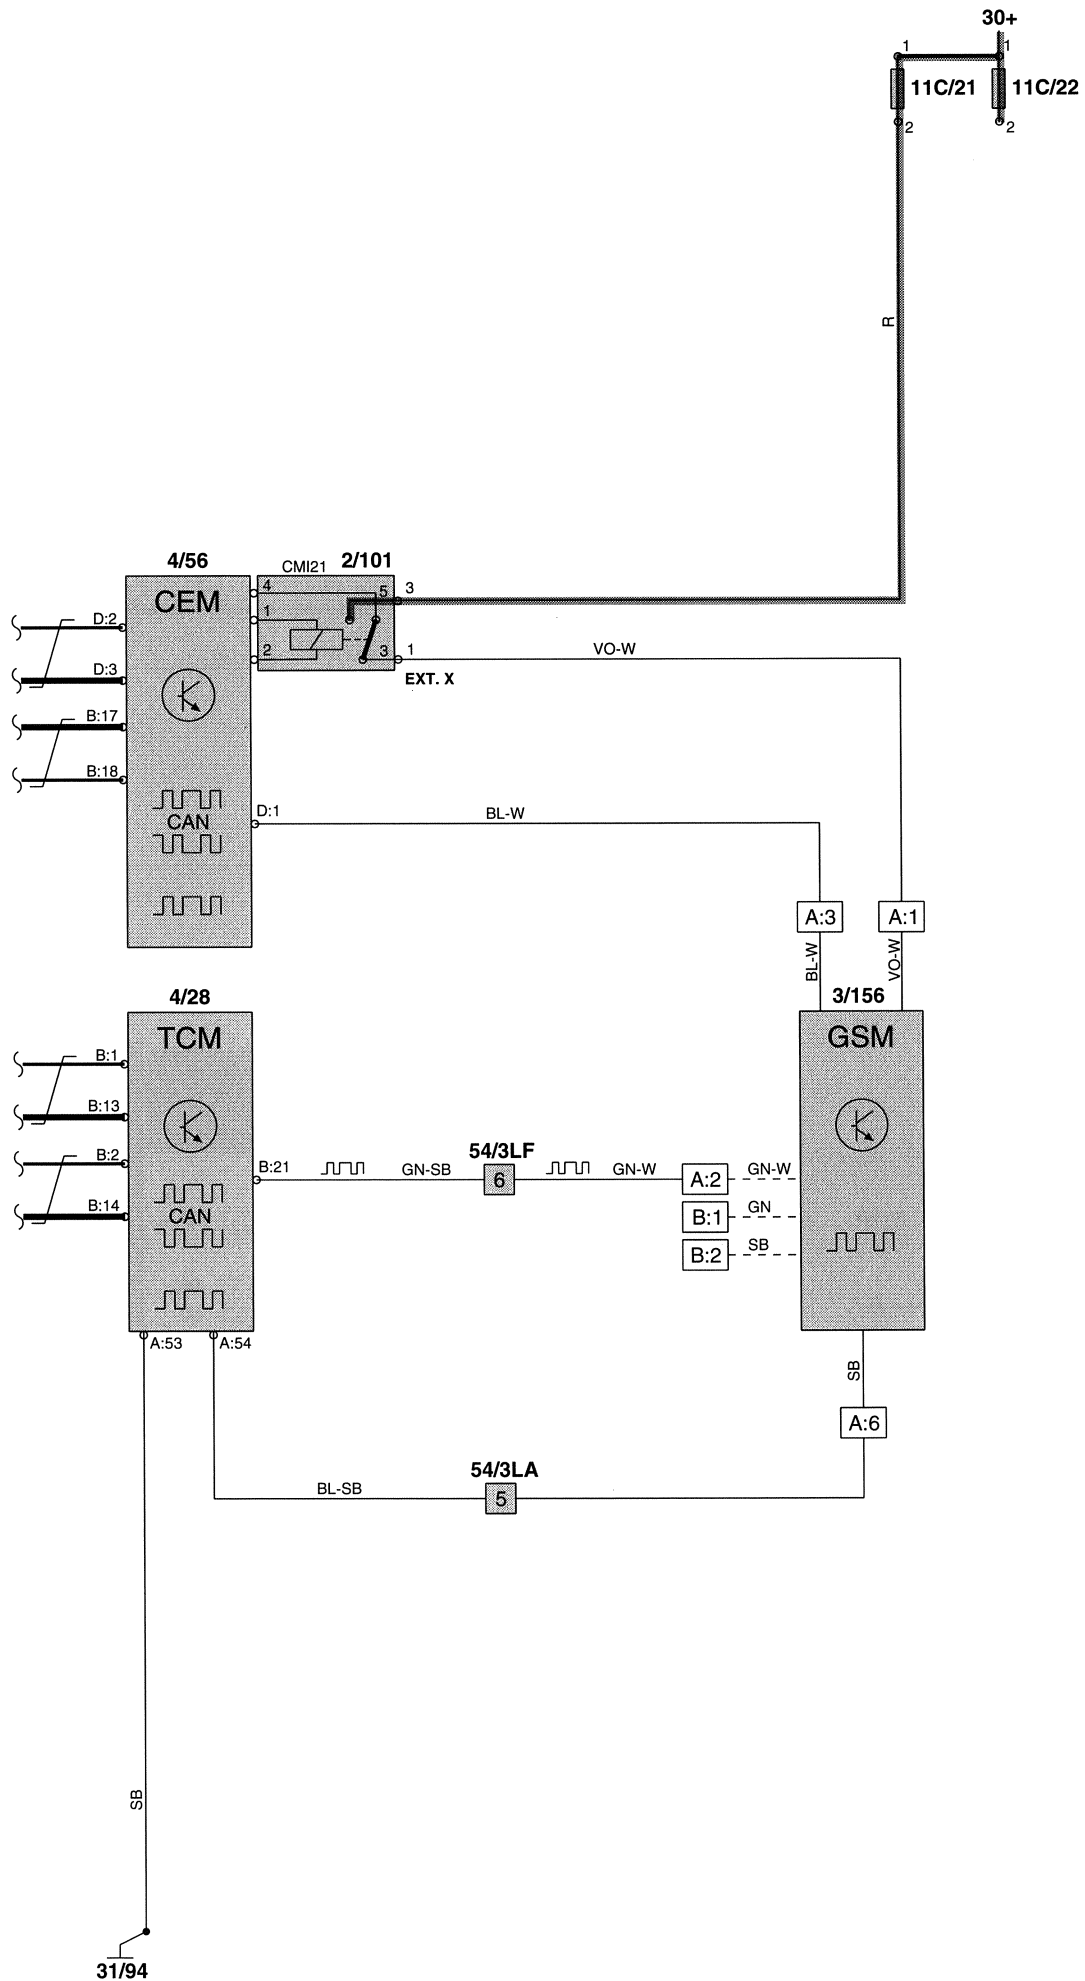 30+
1 1
11C/21 11C/22
2 2
R
4/56 CMI21 2/101
CEM
4 5 3
D:2 1
D:3 2 3 1 VO-W
EXT. X
B:17
B:18
CAN
D:1 BL-W
A:3 A:1
BL-W VO-W
4/28 3/156
TCM GSM
B:1
B:13
B:2
B:14
CAN
54/3LF
B:21 GN-SB 6 GN-W A:2 GN-W
B:1 GN
B:2 SB
A:53 A:54
SB
A:6
54/3LA
BL-SB 5
SB
31/94